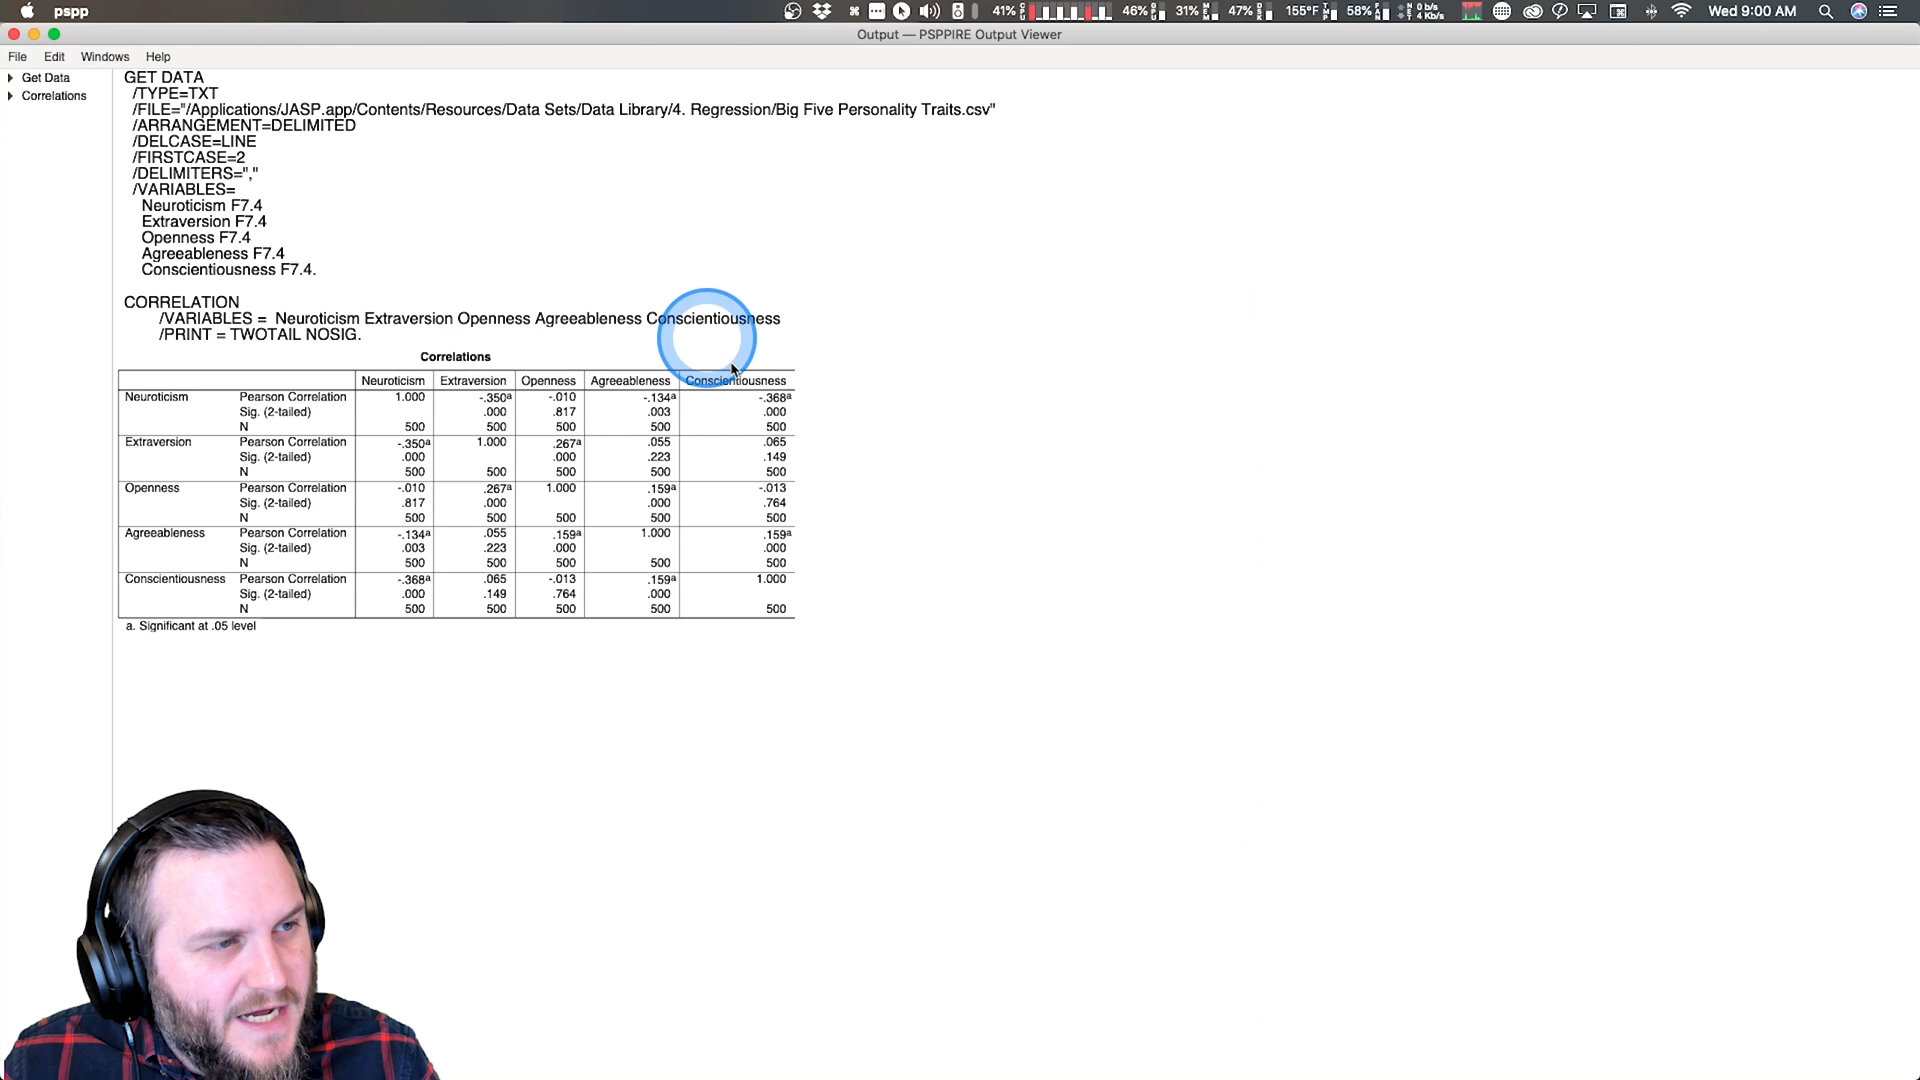 pspp 41% 46% 31% 47% 155°F 58% 0 b/s 4 Kb/s Wed 9:00 AM
Output — PSPPIRE Output Viewer
File Edit Windows Help
Get Data
Correlations
GET DATA
/TYPE=TXT
/FILE="/Applications/JASP.app/Contents/Resources/Data Sets/Data Library/4. Regression/Big Five Personality Traits.csv"
/ARRANGEMENT=DELIMITED
/DELCASE=LINE
/FIRSTCASE=2
/DELIMITERS=","
/VARIABLES=
Neuroticism F7.4
Extraversion F7.4
Openness F7.4
Agreeableness F7.4
Conscientiousness F7.4.
CORRELATION
/VARIABLES = Neuroticism Extraversion Openness Agreeableness Conscientiousness
/PRINT = TWOTAIL NOSIG.
Correlations
Neuroticism Extraversion Openness Agreeableness Conscientiousness
Neuroticism Pearson Correlation 1.000 -.350a -.010 -.134a -.368a
Sig. (2-tailed) .000 .817 .003 .000
N 500 500 500 500 500
Extraversion Pearson Correlation -.350a 1.000 .267a .055 .065
Sig. (2-tailed) .000 .000 .223 .149
N 500 500 500 500 500
Openness Pearson Correlation -.010 .267a 1.000 .159a -.013
Sig. (2-tailed) .817 .000 .000 .764
N 500 500 500 500 500
Agreeableness Pearson Correlation -.134a .055 .159a 1.000 .159a
Sig. (2-tailed) .003 .223 .000 .000
N 500 500 500 500 500
Conscientiousness Pearson Correlation -.368a .065 -.013 .159a 1.000
Sig. (2-tailed) .000 .149 .764 .000
N 500 500 500 500 500
a. Significant at .05 level